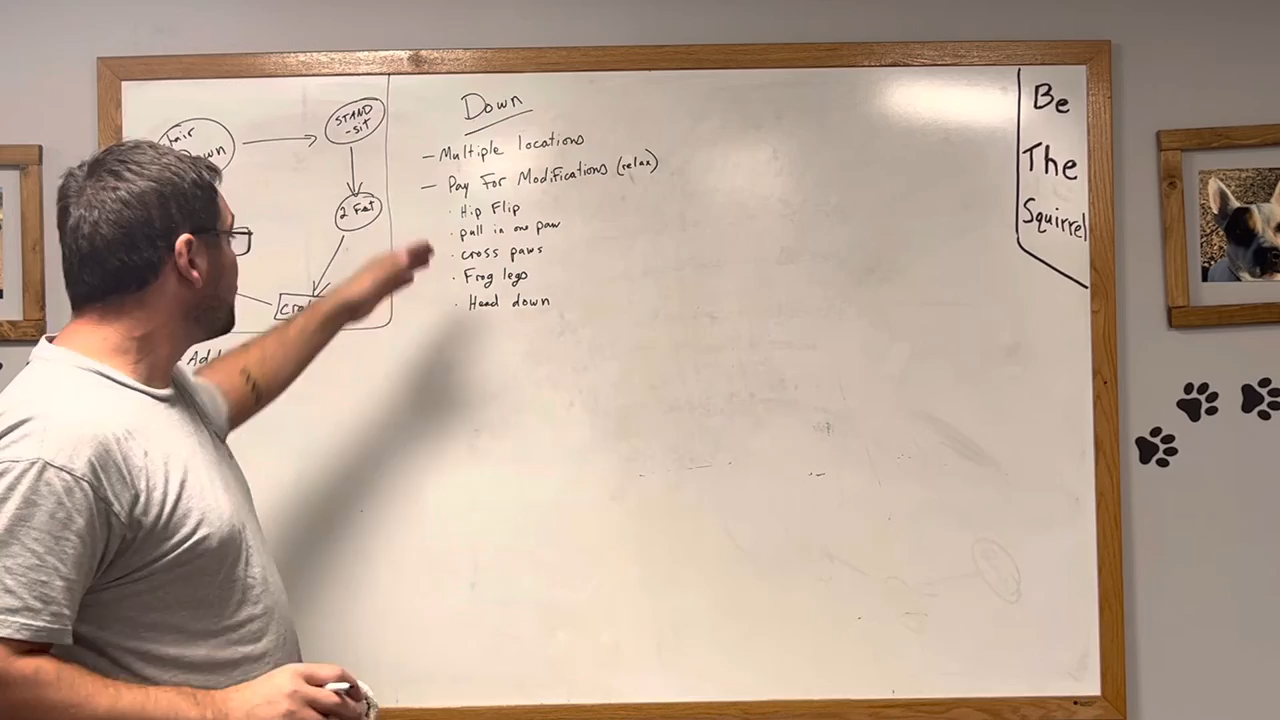 STAND
-sit
2 Feet
Add
Down
- Multiple locations
- Pay For Modifications (relax)
· Hip Flip
· pull in one paw
· cross paws
· Frog legs
· Head down
Be
The
Squirrel